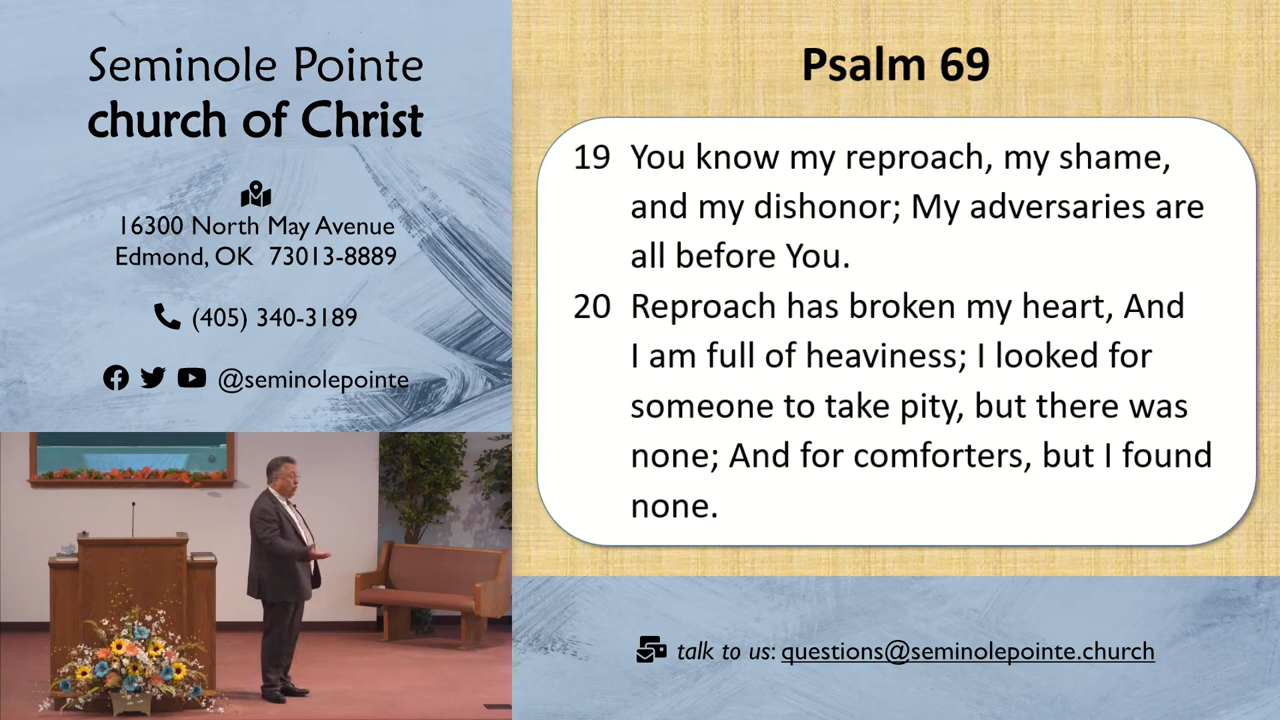 Seminole Pointe
church of Christ
16300 North May Avenue
Edmond, OK 73013-8889
(405) 340-3189
@seminolepointe
Psalm 69
19 You know my reproach, my shame,
and my dishonor; My adversaries are
all before You.
20 Reproach has broken my heart, And
I am full of heaviness; I looked for
someone to take pity, but there was
none; And for comforters, but I found
none.
talk to us: questions@seminolepointe.church